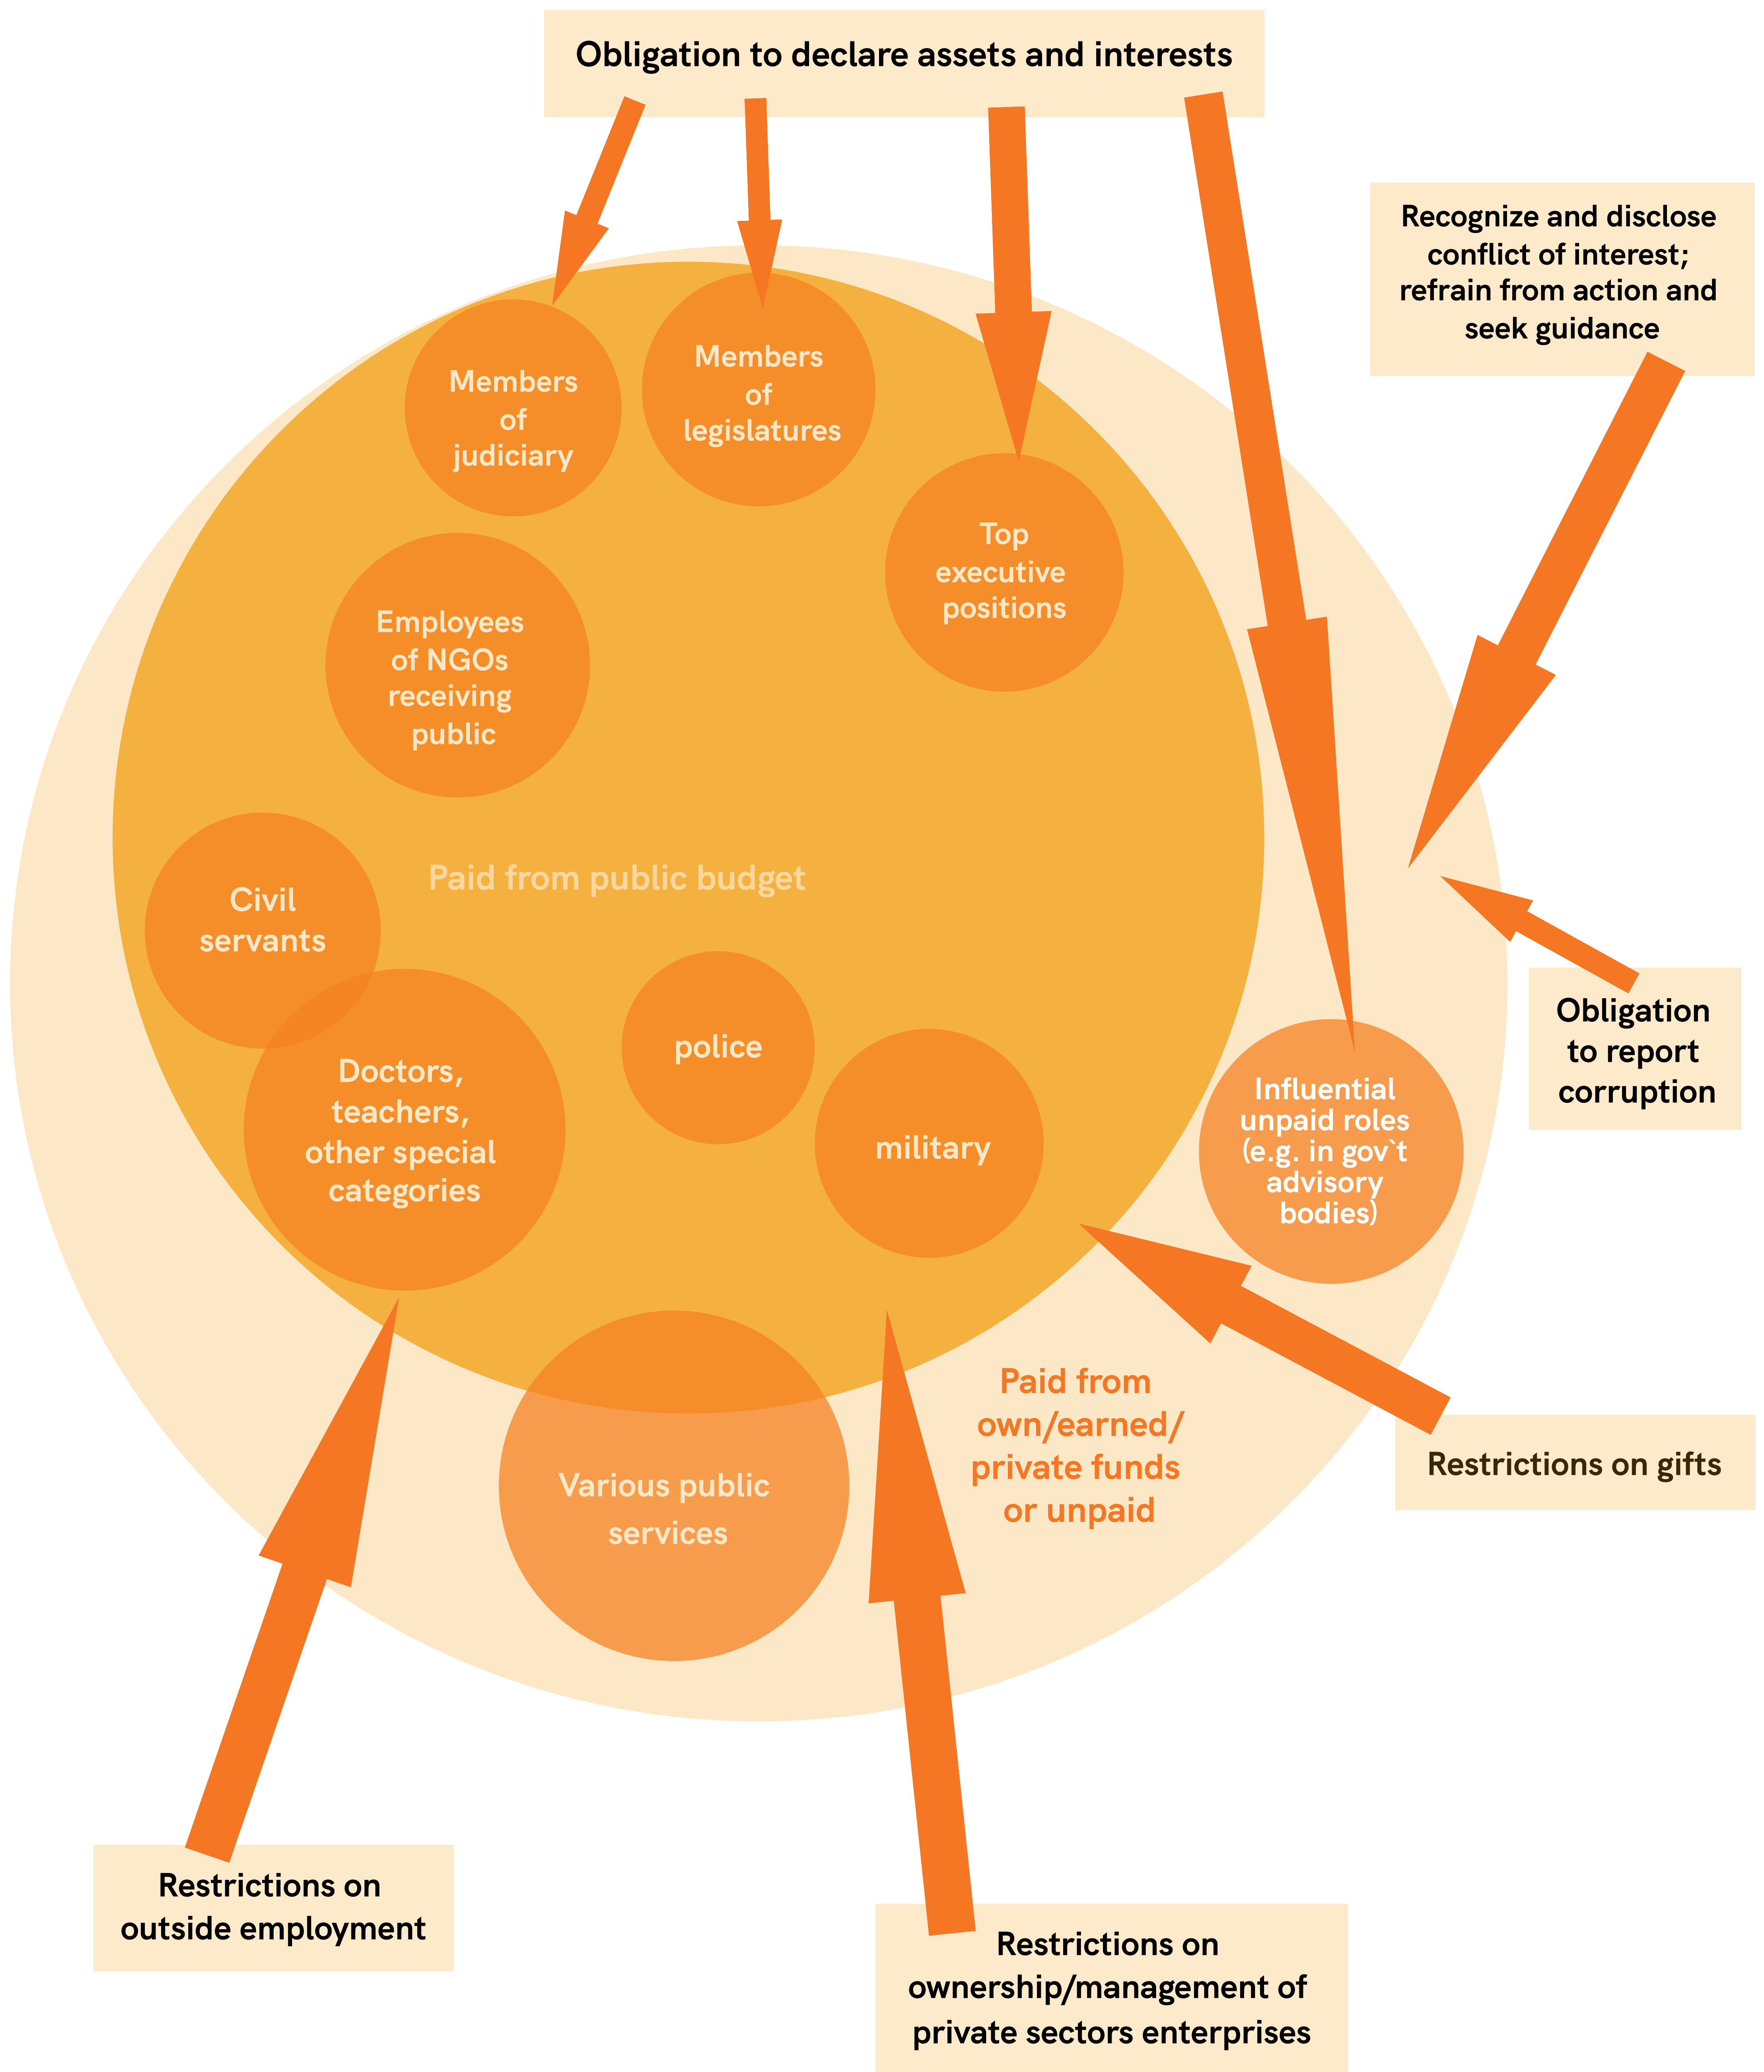 Obligation to declare assets and interests
Recognize and disclose
conflict of interest;
refrain from action and
seek guidance
Members
of
judiciary
Members
of
legislatures
Top
executive
positions
Employees
of NGOs
receiving
public
Paid from public budget
Civil
servants
Doctors,
teachers,
other special
categories
police
military
Influential
unpaid roles
(e.g. in gov`t
advisory
bodies)
Obligation
to report
corruption
Various public
services
Paid from
own/earned/
private funds
or unpaid
Restrictions on gifts
Restrictions on
outside employment
Restrictions on
ownership/management of
private sectors enterprises